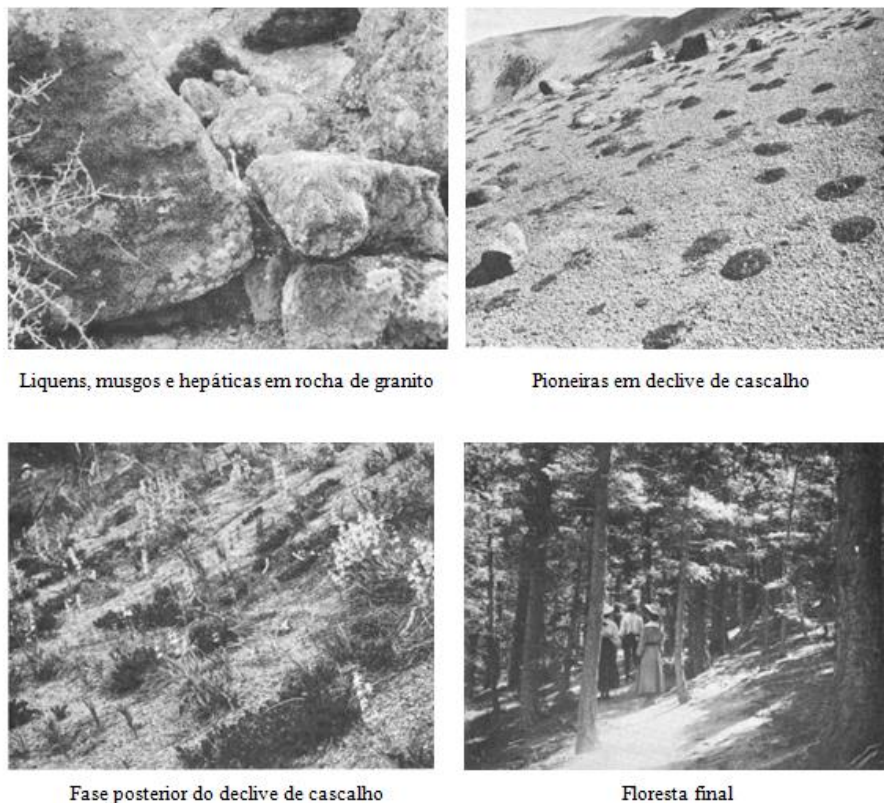 Liquens, musgos e hepáticas em rocha de granito
Pioneiras em declive de cascalho
Fase posterior do declive de cascalho
Floresta final